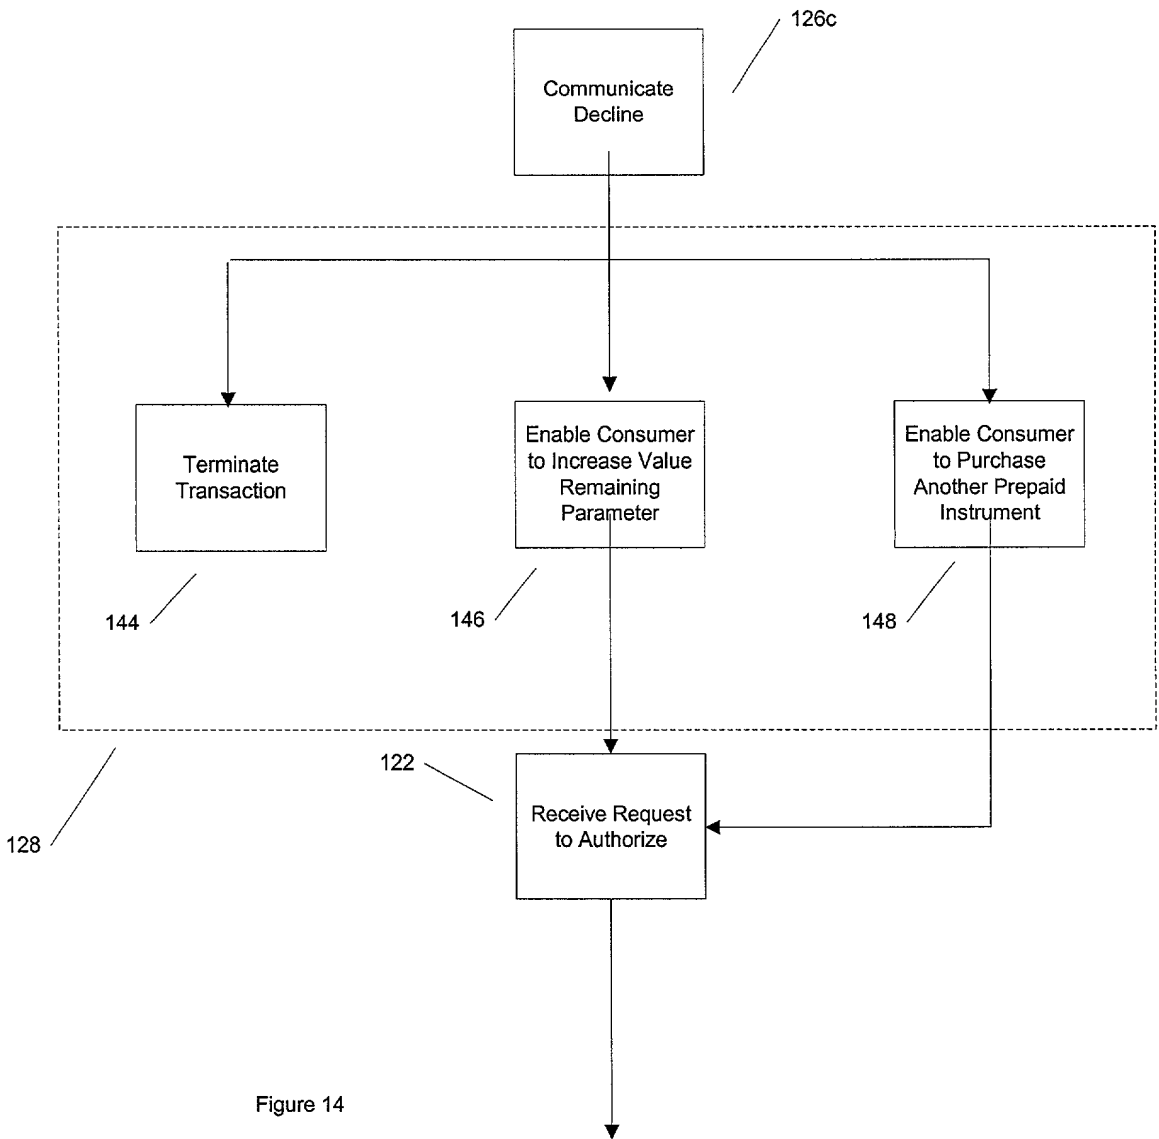 126c
Communicate
Decline
Terminate
Transaction
Enable Consumer
to Increase Value
Remaining
Parameter
Enable Consumer
to Purchase
Another Prepaid
Instrument
144
146
148
122
Receive Request
to Authorize
128
Figure 14